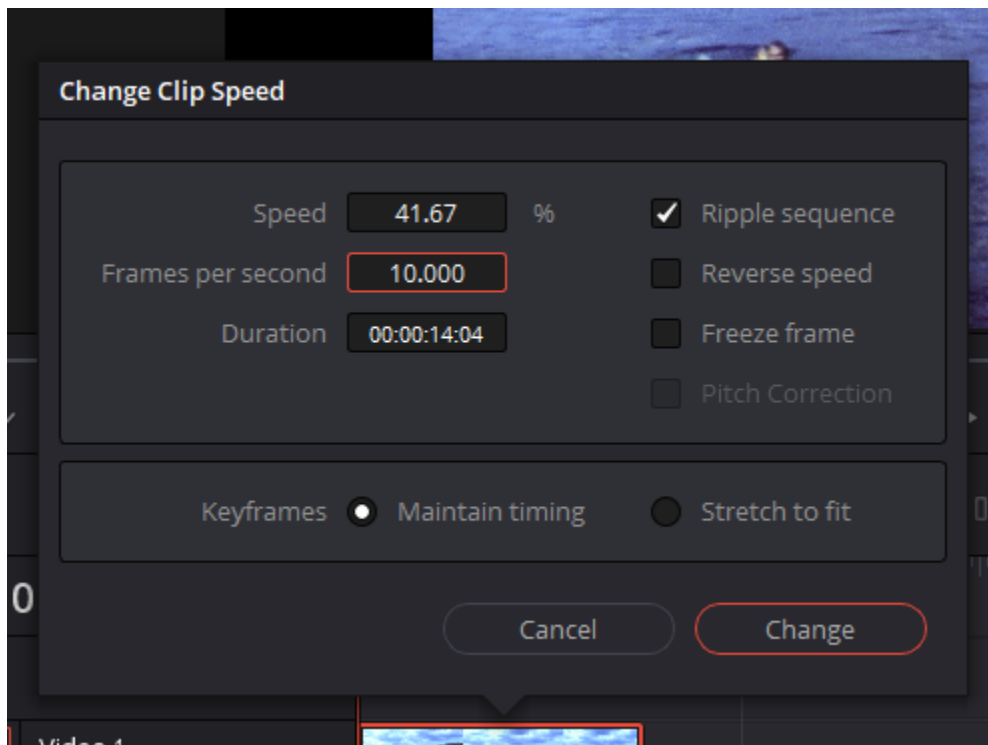 Change Clip Speed
Speed 41.67 % Ripple sequence
Frames per second 10.000 Reverse speed
Duration 00:00:14:04 Freeze frame
Pitch Correction
Keyframes Maintain timing Stretch to fit
0
Cancel Change
Video 1